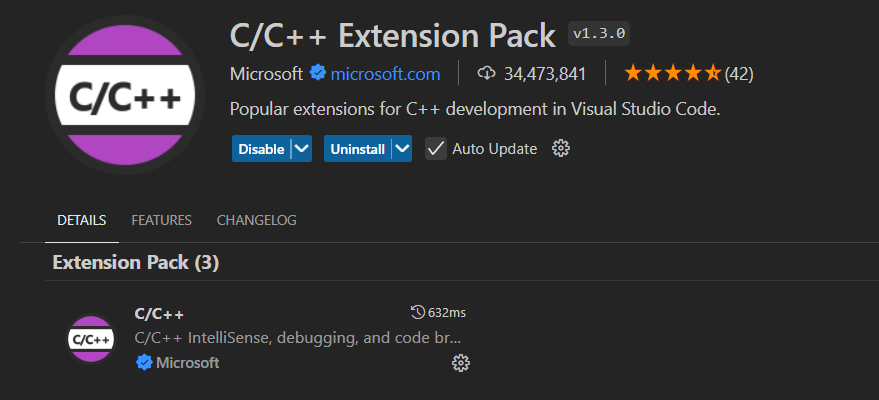 C/C++ Extension Pack v1.3.0
Microsoft microsoft.com 34,473,841 (42)
C/C++
Popular extensions for C++ development in Visual Studio Code.
Disable Uninstall Auto Update
DETAILS FEATURES CHANGELOG
Extension Pack (3)
C/C++ 632ms
C/C++ C/C++ IntelliSense, debugging, and code br...
Microsoft